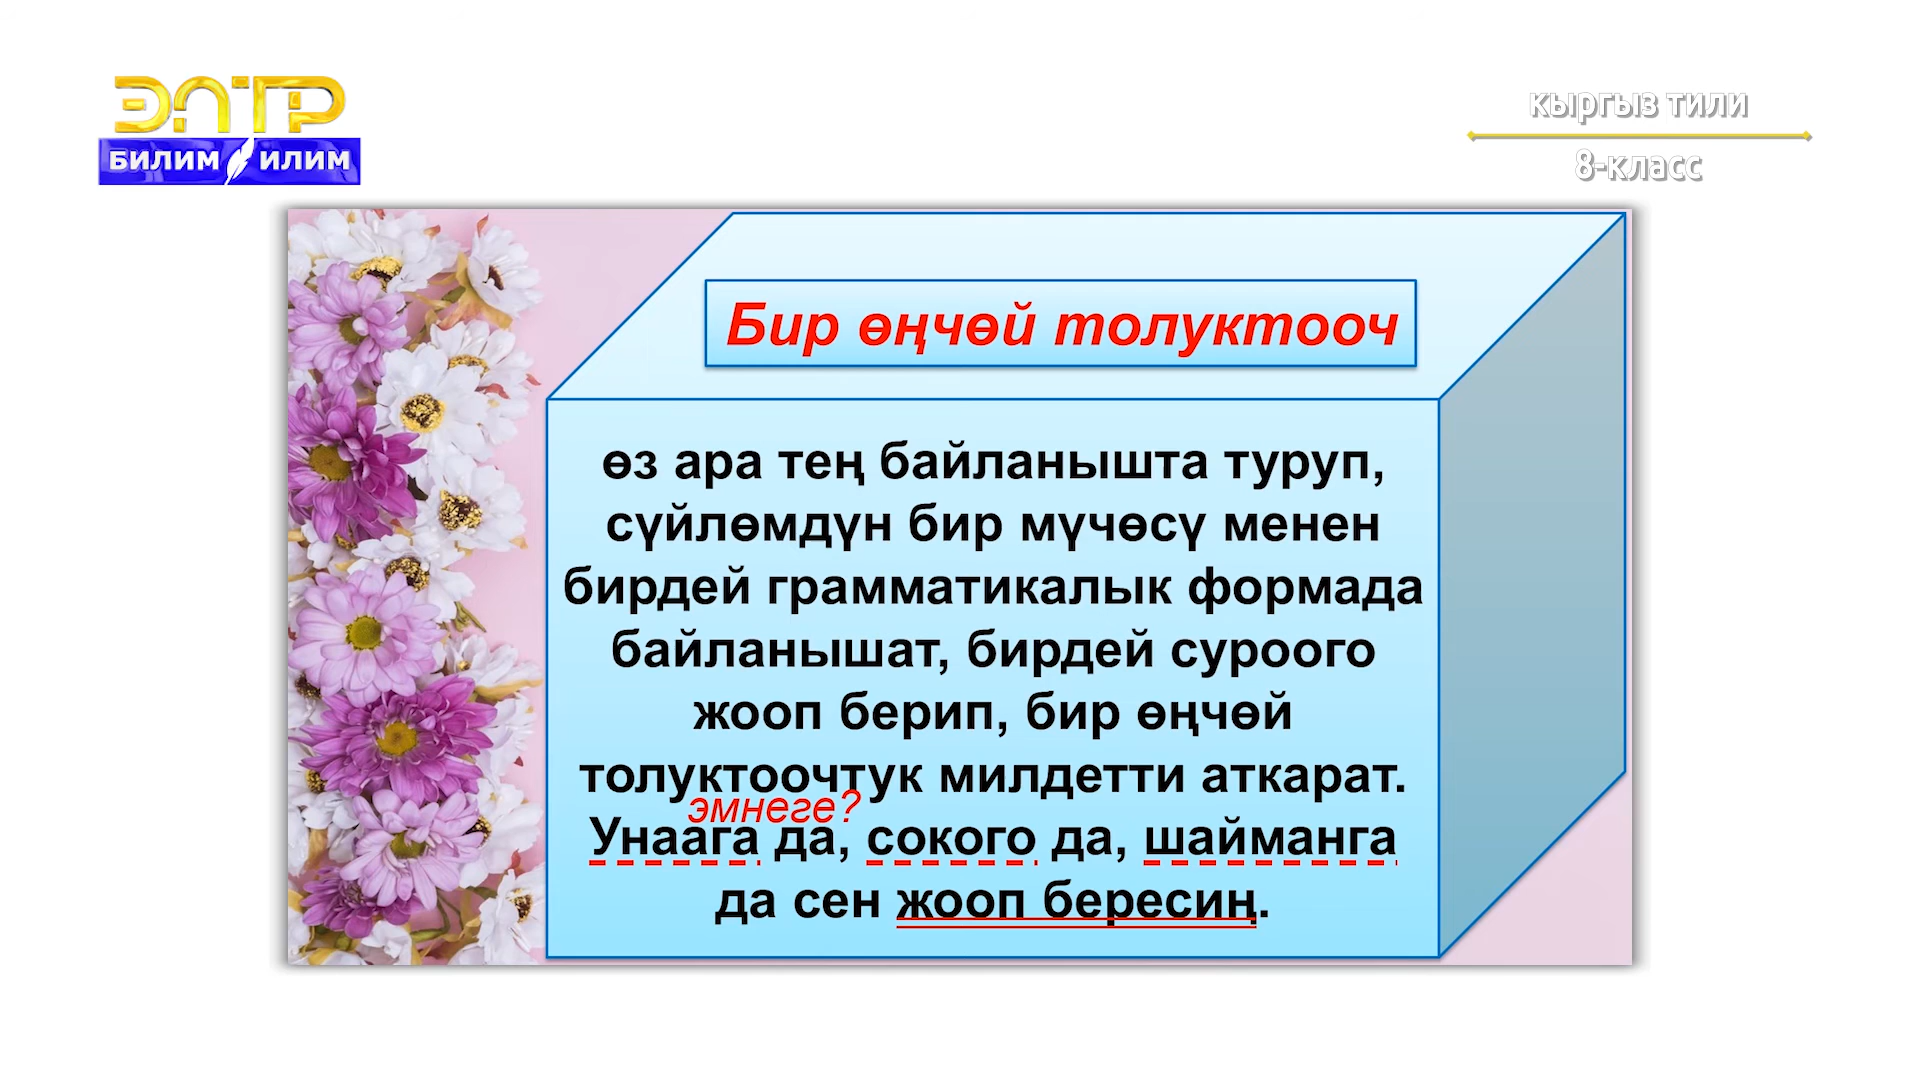 ЭЛТР
БИЛИМ ИЛИМ
кыргыз тили
8-класс
Бир өңчөй толуктооч
өз ара тең байланышта туруп,
сүйлөмдүн бир мүчөсү менен
бирдей грамматикалык формада
байланышат, бирдей суроого
жооп берип, бир өңчөй
толуктоочтук милдетти аткарат.
эмнеге?
Унаага да, сокого да, шайманга
да сен жооп бересиң.